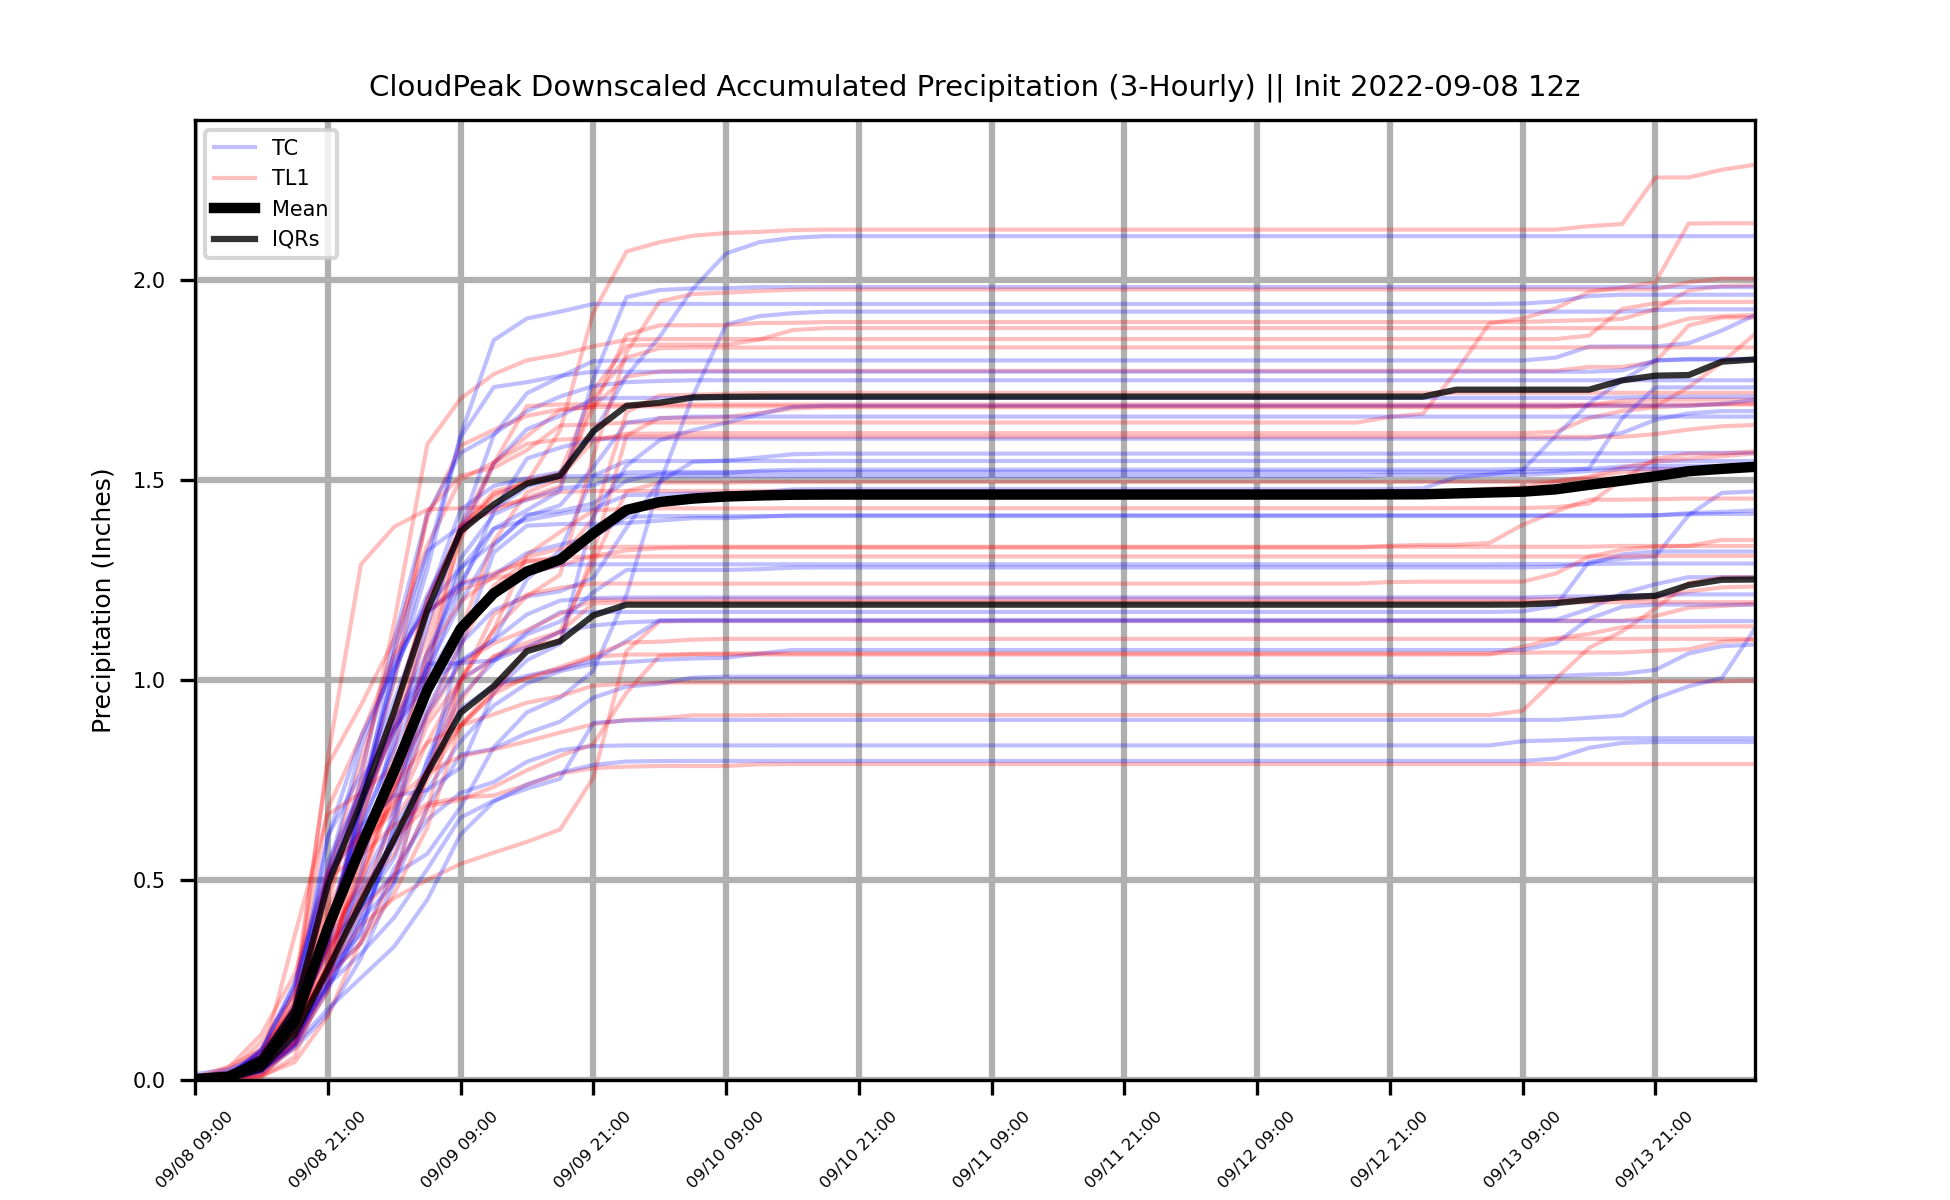 CloudPeak Downscaled Accumulated Precipitation (3-Hourly) || Init 2022-09-08 12z
TC
TL1
Mean
IQRs
Precipitation (Inches)
2.0
1.5
1.0
0.5
0.0
09/08 09:00
09/08 21:00
09/09 09:00
09/09 21:00
09/10 09:00
09/10 21:00
09/11 09:00
09/11 21:00
09/12 09:00
09/12 21:00
09/13 09:00
09/13 21:00